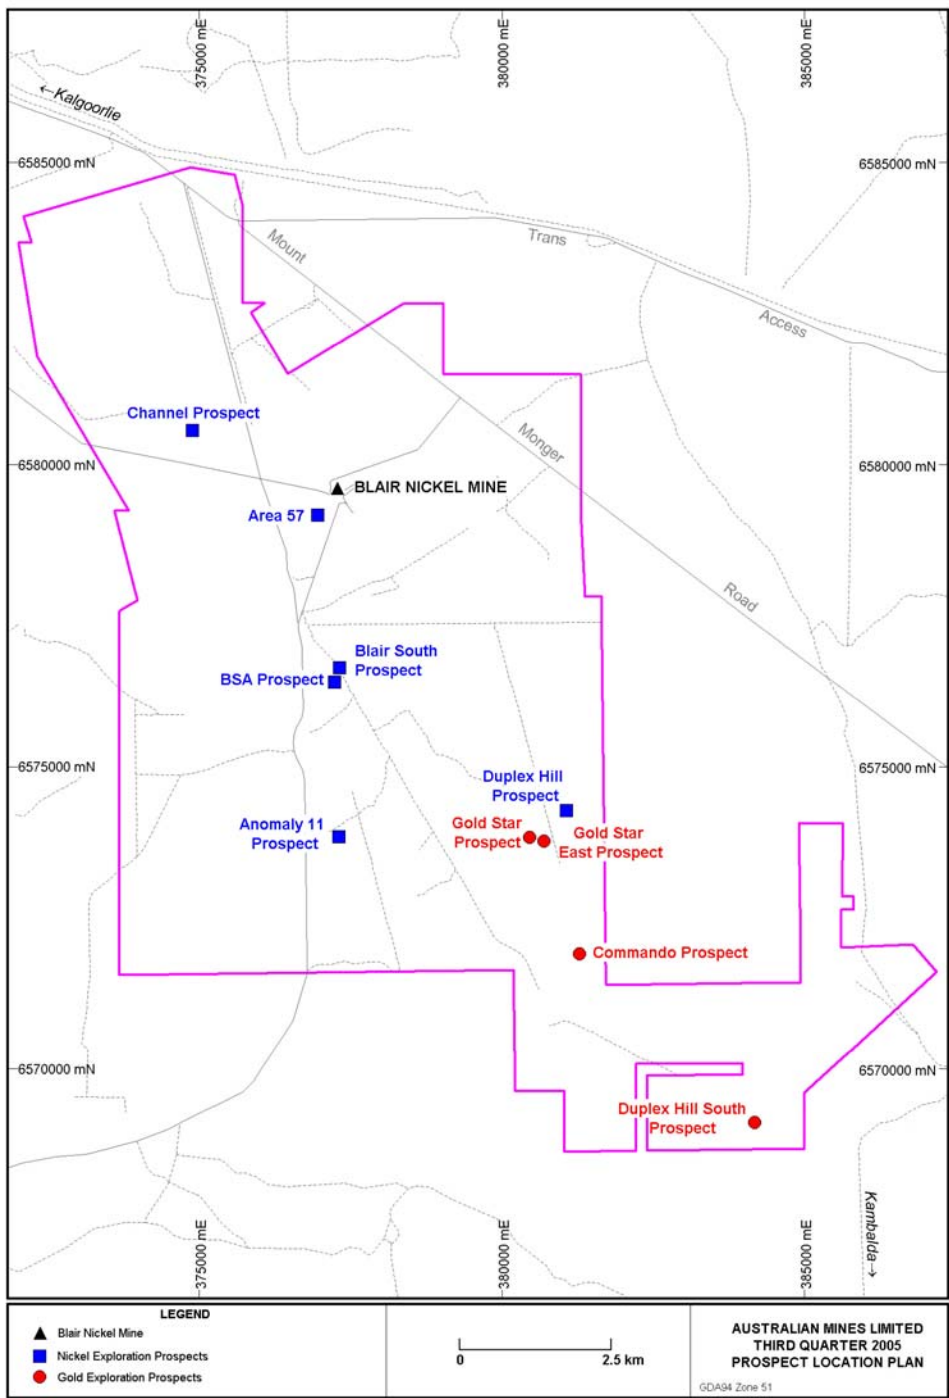 375000 mE
380000 mE
385000 mE
←Kalgoorlie
6585000 mN
6585000 mN
Mount
Trans
Access
Channel Prospect
Monger
6580000 mN
6580000 mN
BLAIR NICKEL MINE
Area 57
Road
Blair South
Prospect
BSA Prospect
6575000 mN
6575000 mN
Duplex Hill
Prospect
Anomaly 11
Prospect
Gold Star
Prospect
Gold Star
East Prospect
Commando Prospect
6570000 mN
6570000 mN
Duplex Hill South
Prospect
Kambalda→
375000 mE
380000 mE
385000 mE
LEGEND
Blair Nickel Mine
Nickel Exploration Prospects
Gold Exploration Prospects
0 2.5 km
AUSTRALIAN MINES LIMITED
THIRD QUARTER 2005
PROSPECT LOCATION PLAN
GDA94 Zone 51